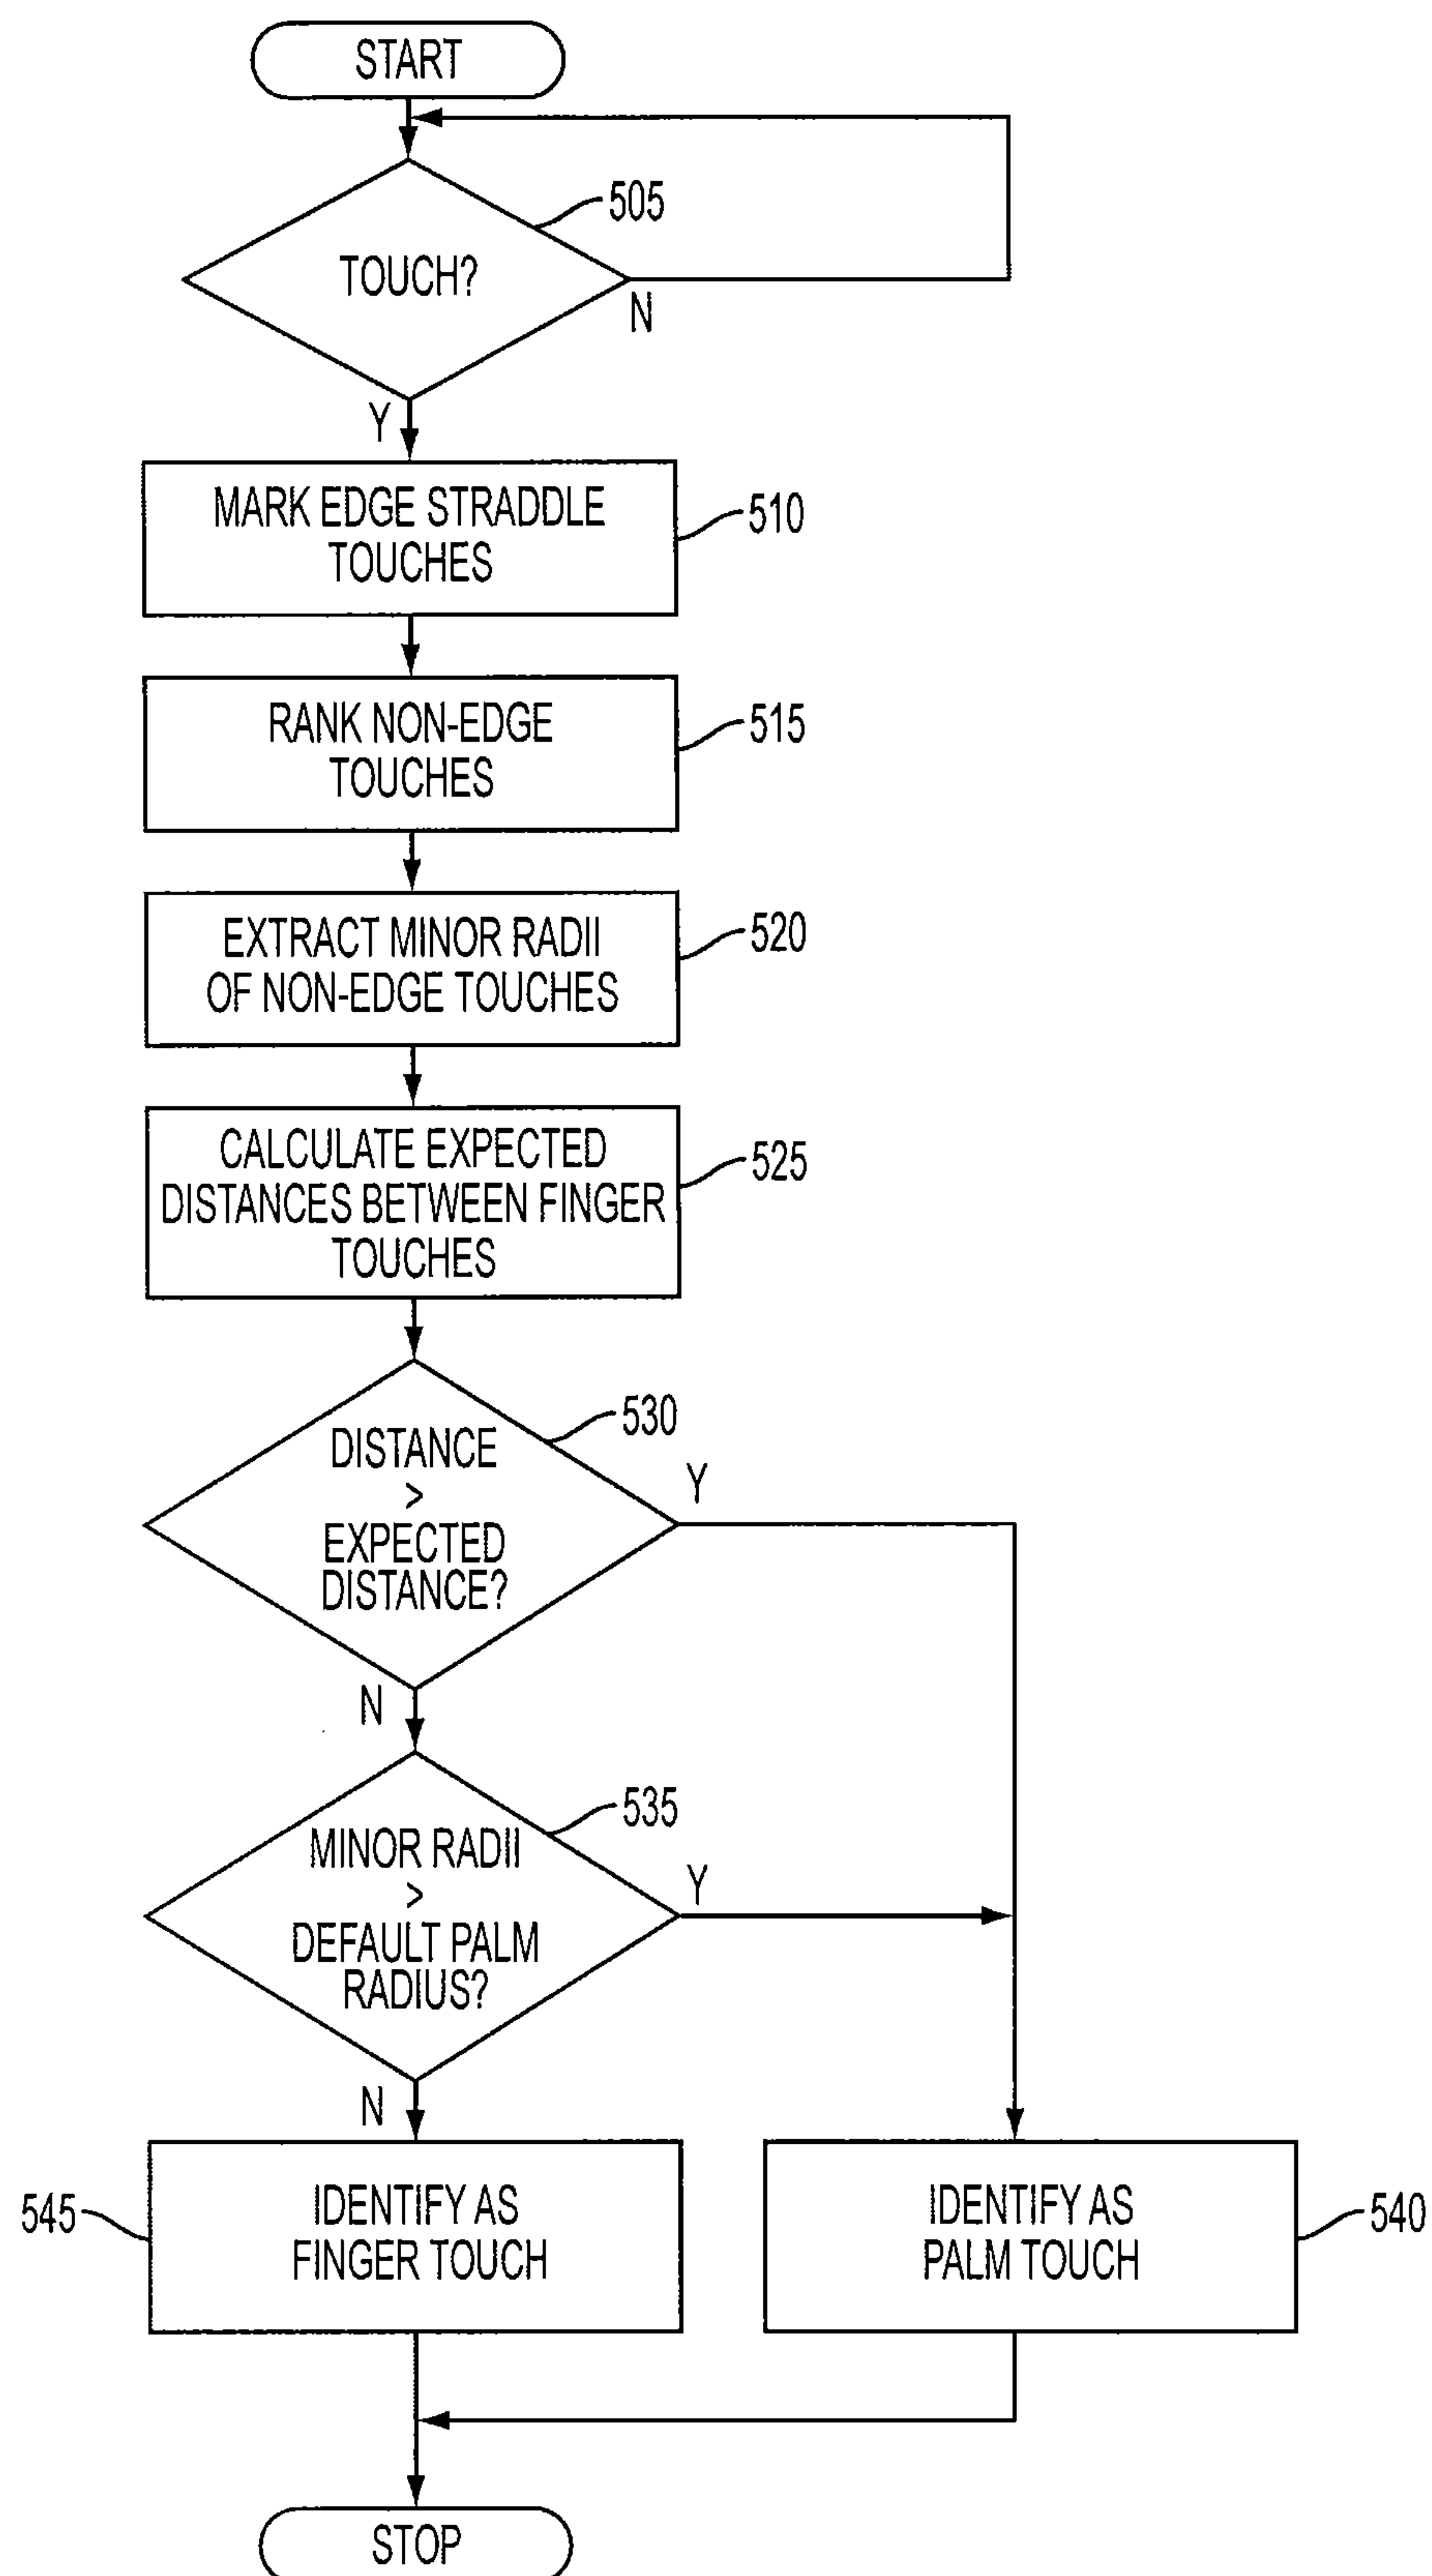 START
505
TOUCH?
N
Y
MARK EDGE STRADDLE
TOUCHES
510
RANK NON-EDGE
TOUCHES
515
EXTRACT MINOR RADII
OF NON-EDGE TOUCHES
520
CALCULATE EXPECTED
DISTANCES BETWEEN FINGER
TOUCHES
525
530
DISTANCE
>
EXPECTED
DISTANCE?
Y
N
535
MINOR RADII
>
DEFAULT PALM
RADIUS?
Y
N
545
IDENTIFY AS
FINGER TOUCH
IDENTIFY AS
PALM TOUCH
540
STOP